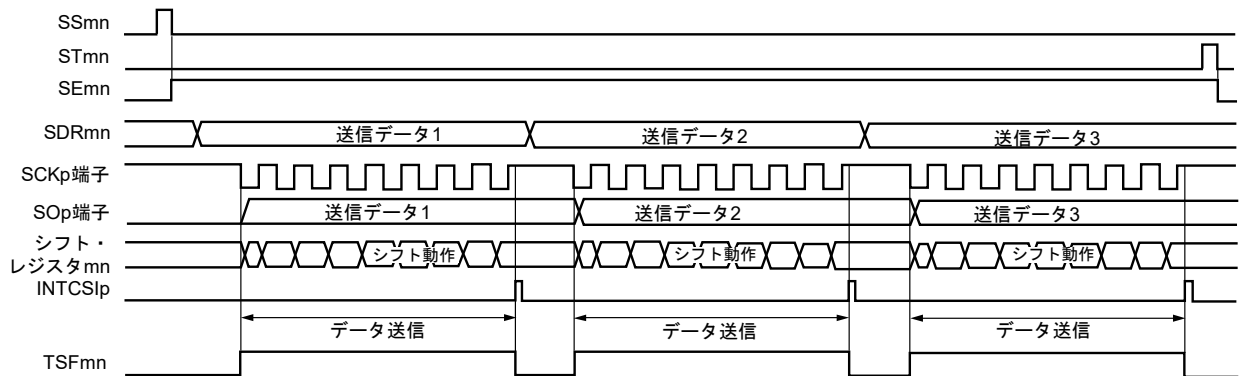 SSmn
STmn
SEmn
SDRmn
送信データ1
送信データ2
送信データ3
SCKp端子
SOp端子
送信データ1
送信データ2
送信データ3
シフト・
レジスタmn
シフト動作
シフト動作
シフト動作
INTCSIp
データ送信
データ送信
データ送信
TSFmn